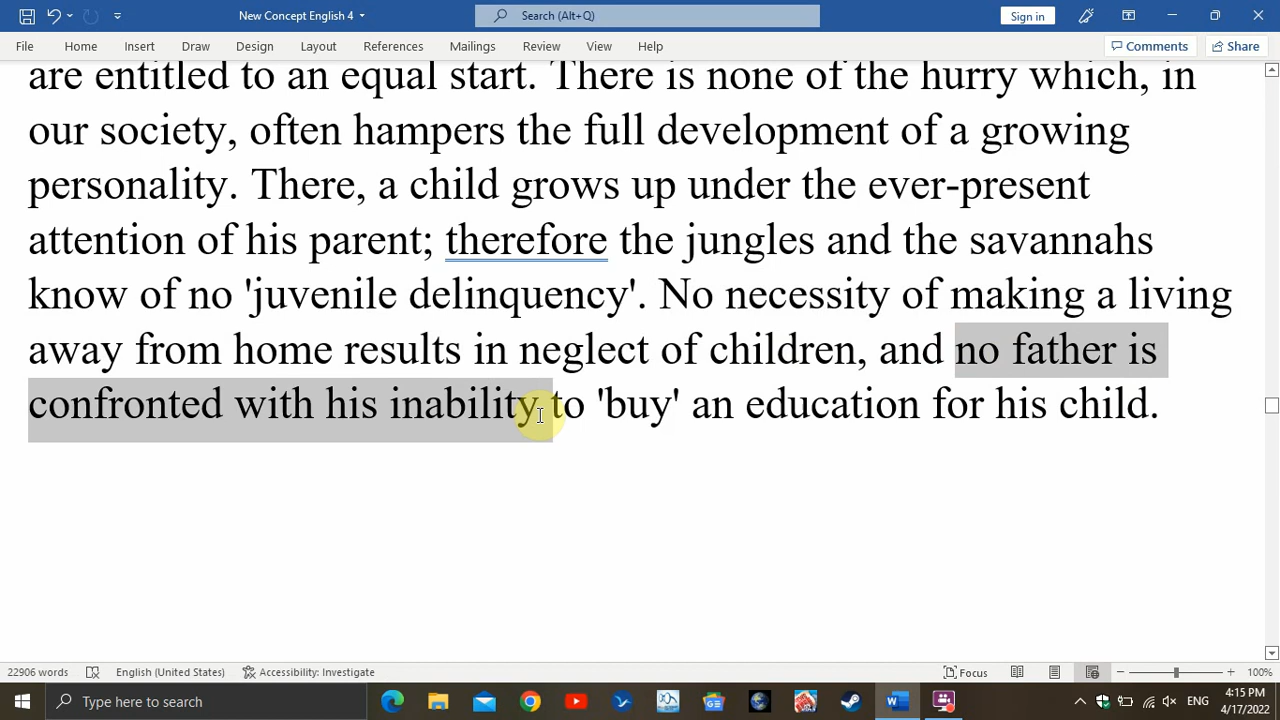 New Concept English 4
Search (Alt+Q)
Sign in
File Home Insert Draw Design Layout References Mailings Review View Help Comments Share
are entitled to an equal start. There is none of the hurry which, in
our society, often hampers the full development of a growing
personality. There, a child grows up under the ever-present
attention of his parent; therefore the jungles and the savannahs
know of no 'juvenile delinquency'. No necessity of making a living
away from home results in neglect of children, and no father is
confronted with his inability to 'buy' an education for his child.
22906 words English (United States) Accessibility: Investigate Focus 100%
Type here to search
ENG
4:15 PM
4/17/2022